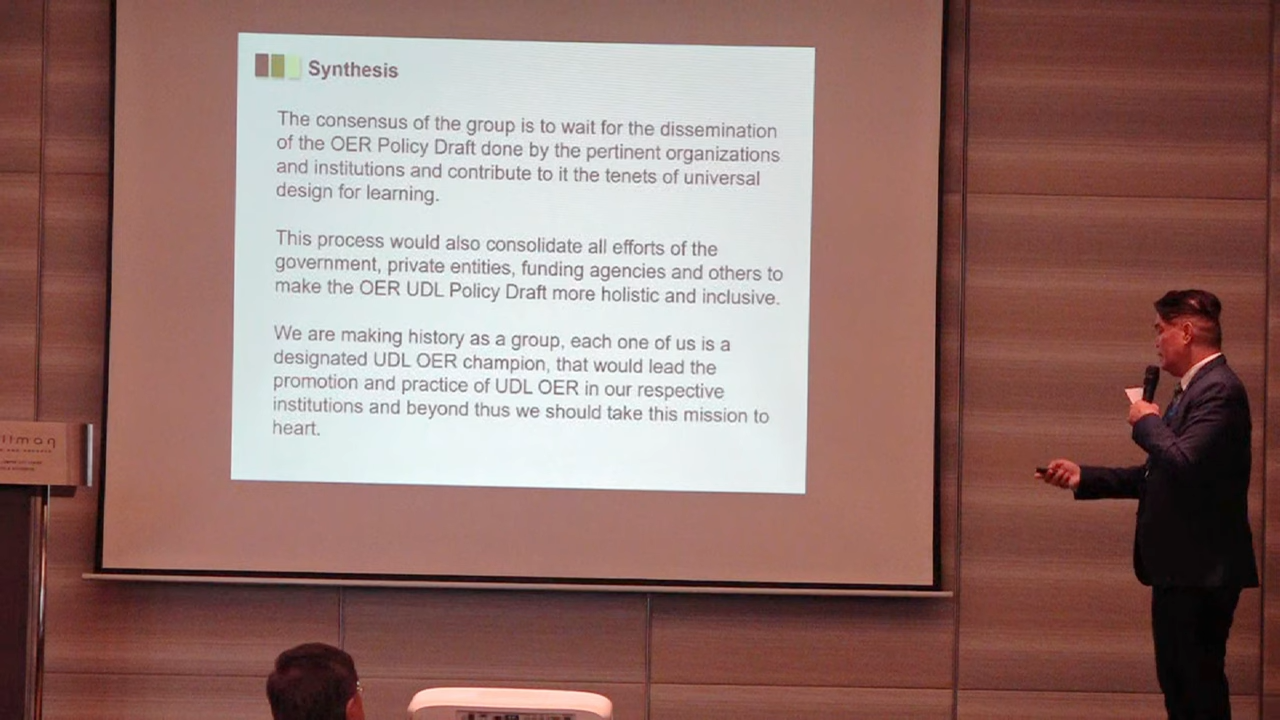 Synthesis
The consensus of the group is to wait for the dissemination
of the OER Policy Draft done by the pertinent organizations
and institutions and contribute to it the tenets of universal
design for learning.
This process would also consolidate all efforts of the
government, private entities, funding agencies and others to
make the OER UDL Policy Draft more holistic and inclusive.
We are making history as a group, each one of us is a
designated UDL OER champion, that would lead the
promotion and practice of UDL OER in our respective
institutions and beyond thus we should take this mission to
heart.